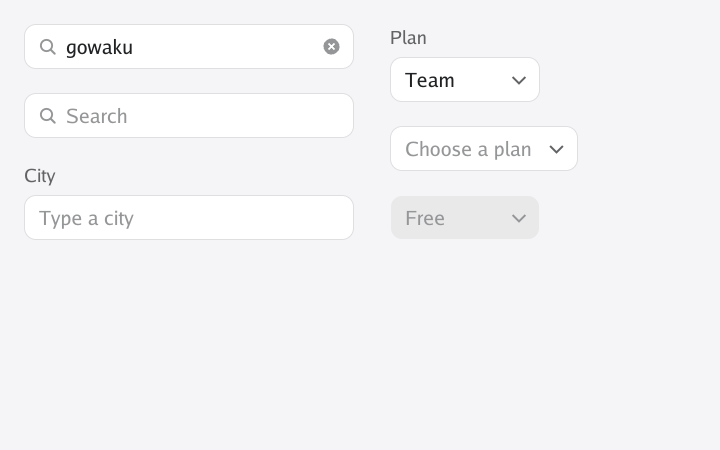 gowaku
Search
City
Type a city
Plan
Team
Choose a plan
Free